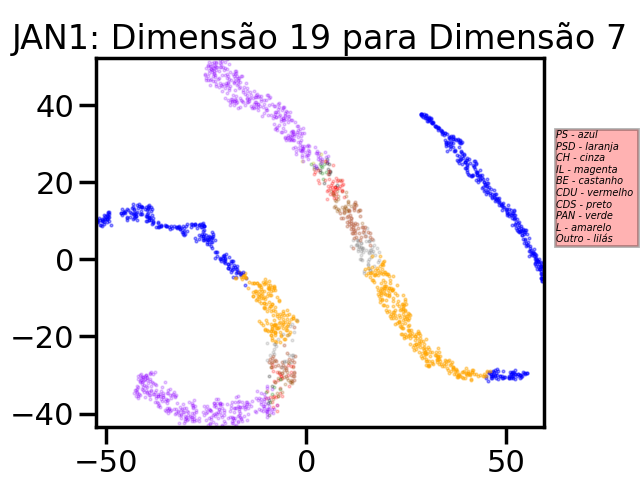 JAN1: Dimensão 19 para Dimensão 7
40
20
0
−20
−40
−50
0
50
PS - azul
PSD - laranja
CH - cinza
IL - magenta
BE - castanho
CDU - vermelho
CDS - preto
PAN - verde
L - amarelo
Outro - lilás